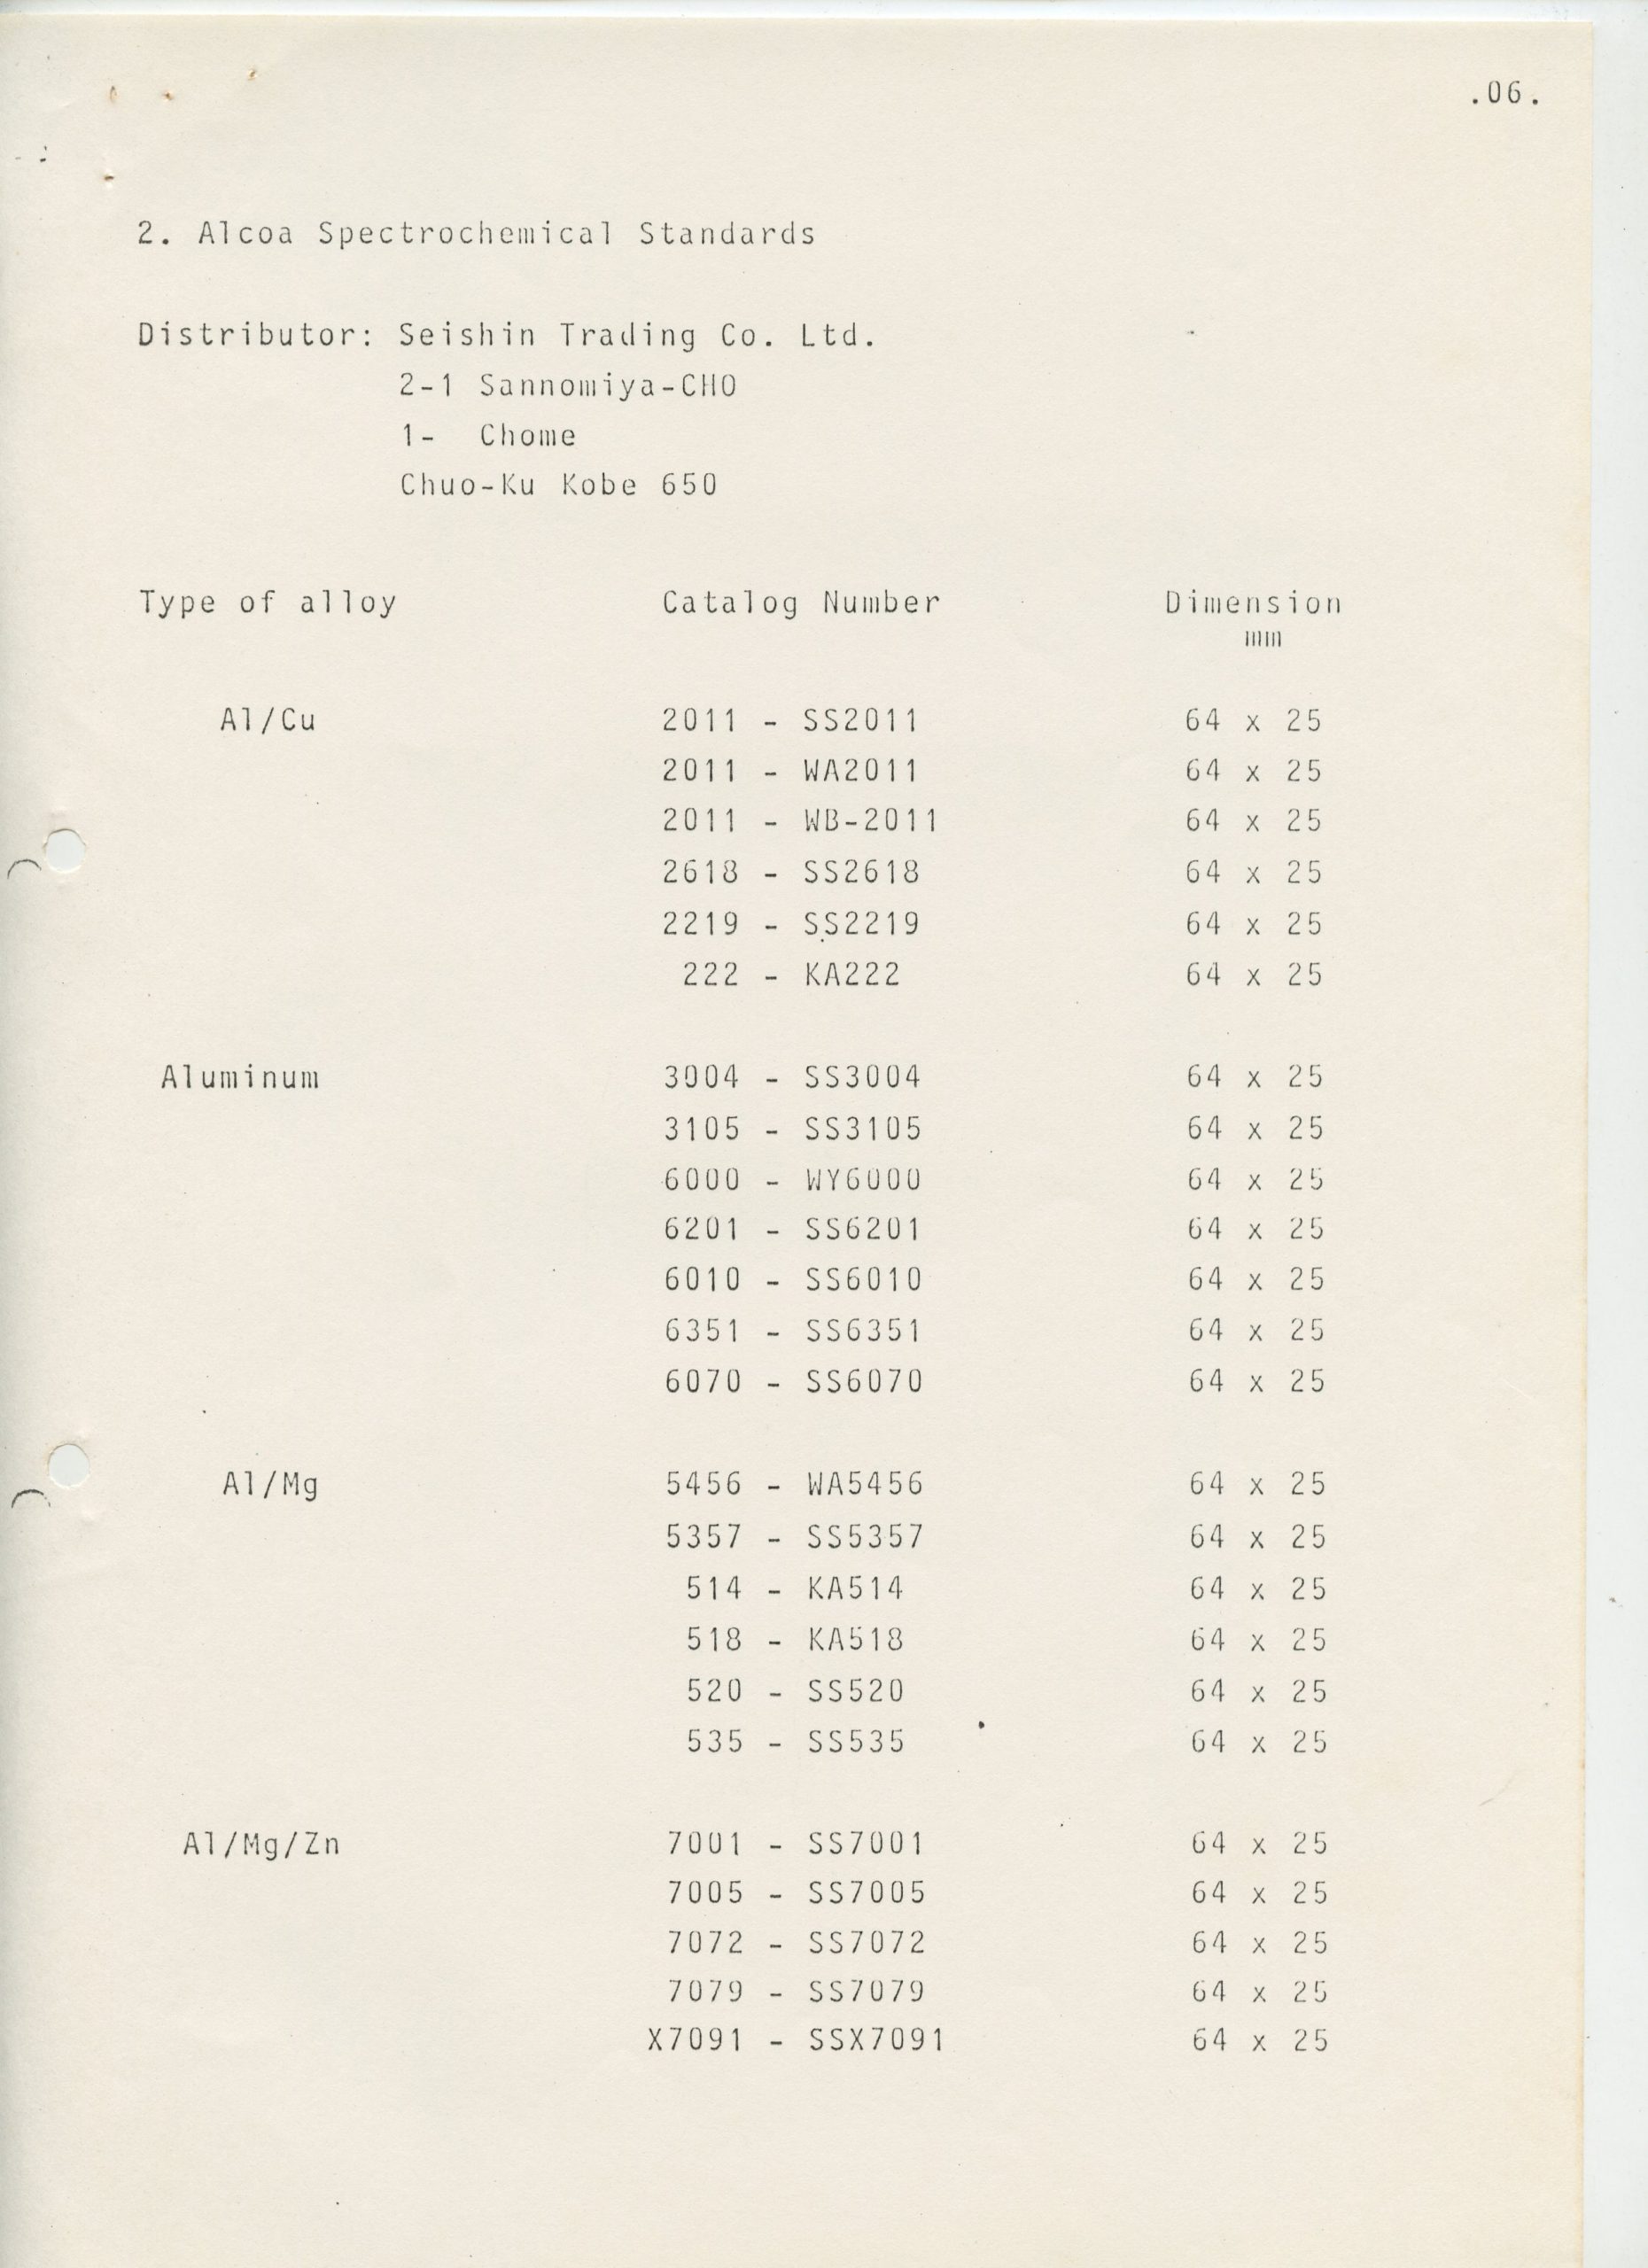 .06.
2. Alcoa Spectrochemical Standards
Distributor: Seishin Trading Co. Ltd.
2-1 Sannomiya-CHO
1-  Chome
Chuo-Ku Kobe 650
Type of alloy Catalog Number Dimension
mm
Al/Cu 2011 - SS2011 64 x 25
2011 - WA2011 64 x 25
2011 - WB-2011 64 x 25
2618 - SS2618 64 x 25
2219 - SS2219 64 x 25
222 - KA222 64 x 25
Aluminum 3004 - SS3004 64 x 25
3105 - SS3105 64 x 25
6000 - WY6000 64 x 25
6201 - SS6201 64 x 25
6010 - SS6010 64 x 25
6351 - SS6351 64 x 25
6070 - SS6070 64 x 25
Al/Mg 5456 - WA5456 64 x 25
5357 - SS5357 64 x 25
514 - KA514 64 x 25
518 - KA518 64 x 25
520 - SS520 64 x 25
535 - SS535 64 x 25
Al/Mg/Zn 7001 - SS7001 64 x 25
7005 - SS7005 64 x 25
7072 - SS7072 64 x 25
7079 - SS7079 64 x 25
X7091 - SSX7091 64 x 25